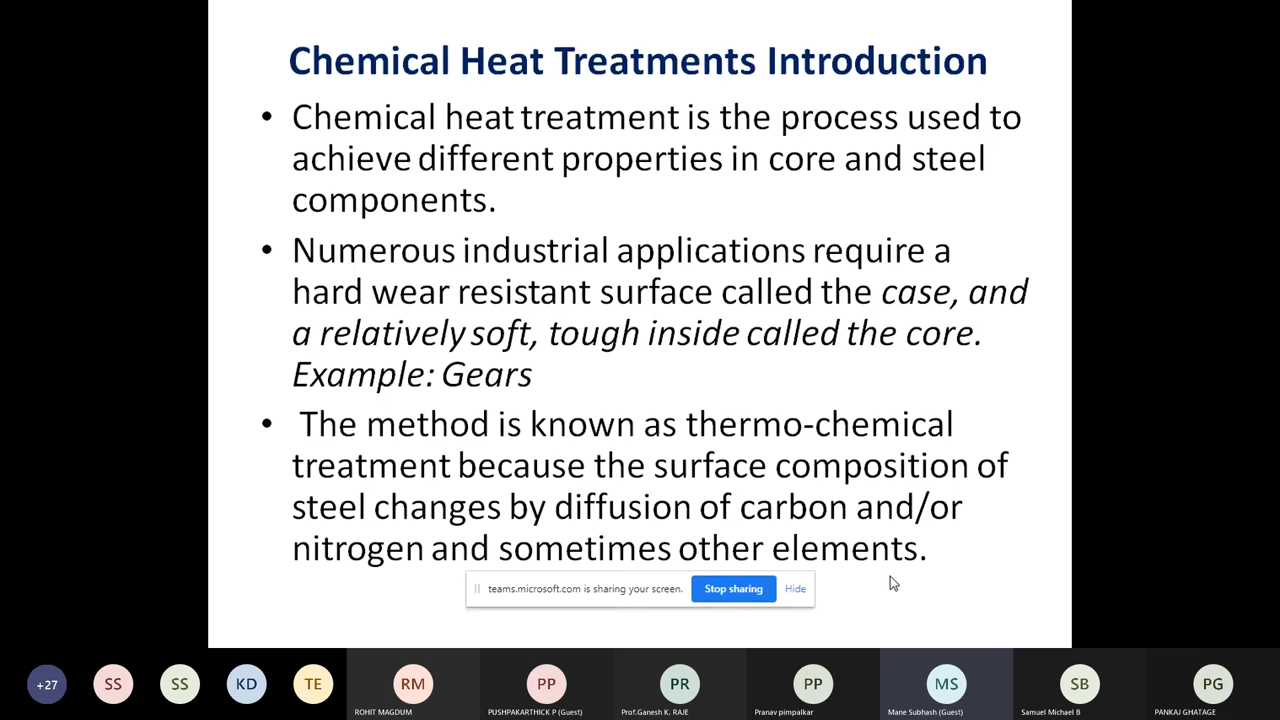 Chemical Heat Treatments Introduction
• Chemical heat treatment is the process used to
achieve different properties in core and steel
components.
• Numerous industrial applications require a
hard wear resistant surface called the case, and
a relatively soft, tough inside called the core.
Example: Gears
• The method is known as thermo-chemical
treatment because the surface composition of
steel changes by diffusion of carbon and/or
nitrogen and sometimes other elements.
teams.microsoft.com is sharing your screen. Stop sharing Hide
+27 SS SS KD TE RM PP PR PP MS SB PG
ROHIT MAGDUM PUSHPAKARTHICK P (Guest) Prof.Ganesh K. RAJE Pranav pimpalkar Mane Subhash (Guest) Samuel Michael B PANKAJ GHATAGE